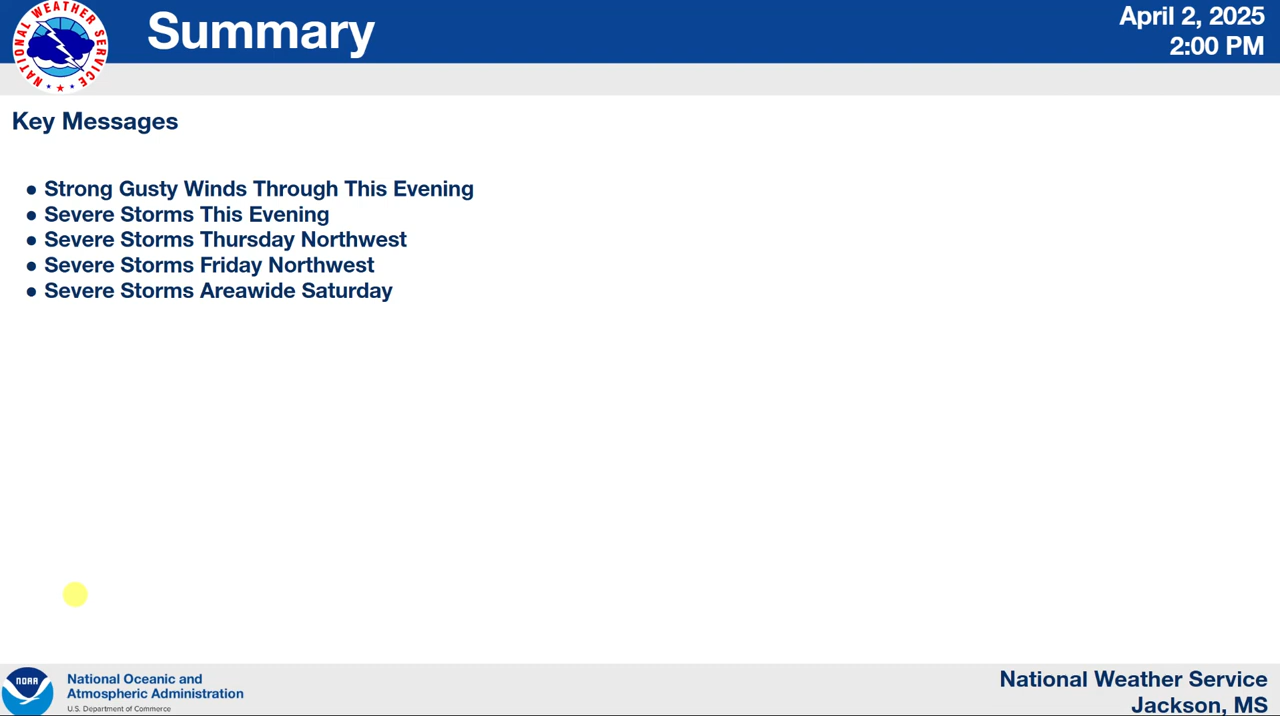 NATIONAL WEATHER SERVICE
Summary
April 2, 2025
2:00 PM
Key Messages
● Strong Gusty Winds Through This Evening
● Severe Storms This Evening
● Severe Storms Thursday Northwest
● Severe Storms Friday Northwest
● Severe Storms Areawide Saturday
NOAA
National Oceanic and
Atmospheric Administration
U.S. Department of Commerce
National Weather Service
Jackson, MS